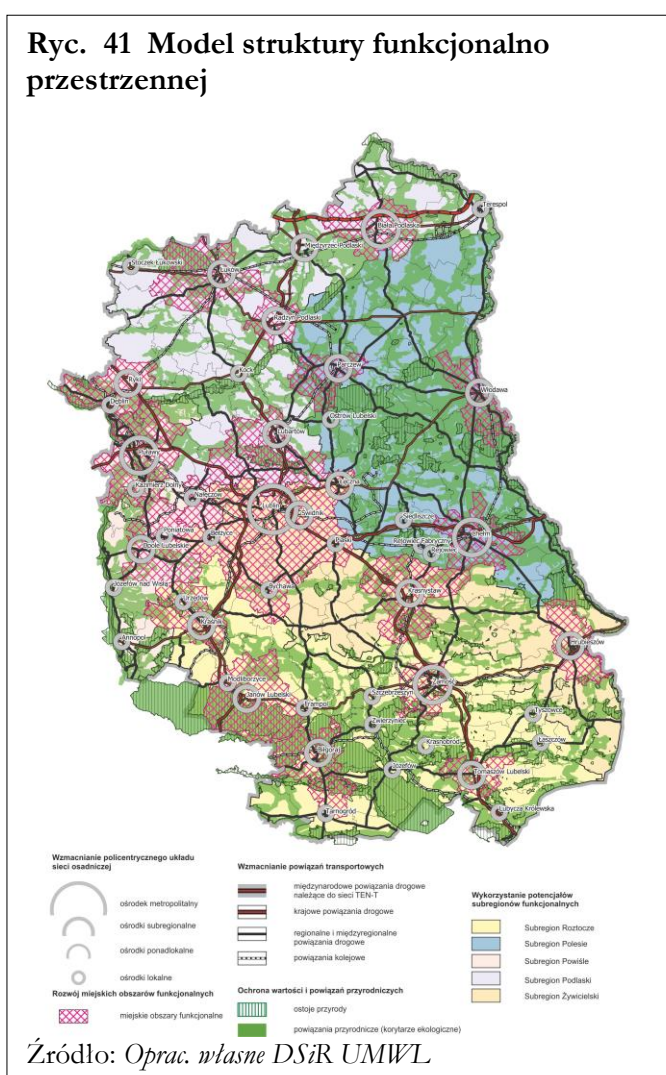 Ryc. 41 Model struktury funkcjonalno
przestrzennej
Terespol
Biała Podlaska
Międzyrzec Podlaski
Stoczek Łukowski
Łuków
Radzyń Podlaski
Kock
Parczew
Ryki
Dęblin
Włodawa
Ostrów Lubelski
Lubartów
Puławy
Kazimierz Dolny
Nałęczów
Łęczna
Lublin
Świdnik
Siedliszcze
Poniatowa
Bełżyce
Opole Lubelskie
Piaski
Rejowiec Fabryczny
Rejowiec
Chełm
Józefów nad Wisłą
Urzędów
Bychawa
Krasnystaw
Annopol
Kraśnik
Hrubieszów
Modliborzyce
Janów Lubelski
Zamość
Szczebrzeszyn
Frampol
Zwierzyniec
Tyszowce
Krasnobród
Łaszczów
Biłgoraj
Józefów
Tomaszów Lubelski
Tarnogród
Lubycza Królewska
Wzmacnianie policentrycznego układu
sieci osadniczej
ośrodek metropolitalny
ośrodki subregionalne
ośrodki ponadlokalne
ośrodki lokalne
Rozwój miejskich obszarów funkcjonalnych
miejskie obszary funkcjonalne
Wzmacnianie powiązań transportowych
międzynarodowe powiązania drogowe
należące do sieci TEN-T
krajowe powiązania drogowe
regionalne i międzyregionalne
powiązania drogowe
powiązania kolejowe
Ochrona wartości i powiązań przyrodniczych
ostoje przyrody
powiązania przyrodnicze (korytarze ekologiczne)
Wykorzystanie potencjałów
subregionów funkcjonalnych
Subregion Roztocze
Subregion Polesie
Subregion Powiśle
Subregion Podlaski
Subregion Żywicielski
Źródło: Oprac. własne DSiR UMWL